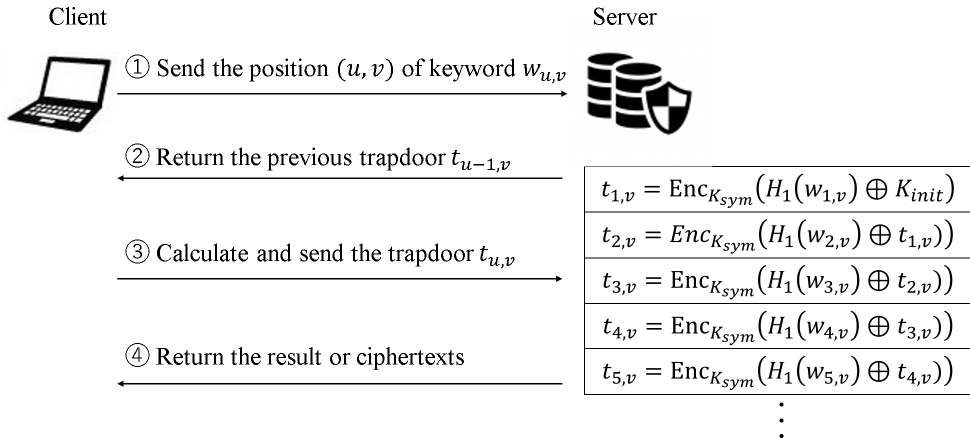 Client
Server
① Send the position (u, v) of keyword w_{u,v}
② Return the previous trapdoor t_{u−1,v}
③ Calculate and send the trapdoor t_{u,v}
④ Return the result or ciphertexts
t_{1,v} = Enc_{K_{sym}}(H_1(w_{1,v}) ⊕ K_{init})
t_{2,v} = Enc_{K_{sym}}(H_1(w_{2,v}) ⊕ t_{1,v}))
t_{3,v} = Enc_{K_{sym}}(H_1(w_{3,v}) ⊕ t_{2,v}))
t_{4,v} = Enc_{K_{sym}}(H_1(w_{4,v}) ⊕ t_{3,v}))
t_{5,v} = Enc_{K_{sym}}(H_1(w_{5,v}) ⊕ t_{4,v}))
⋮